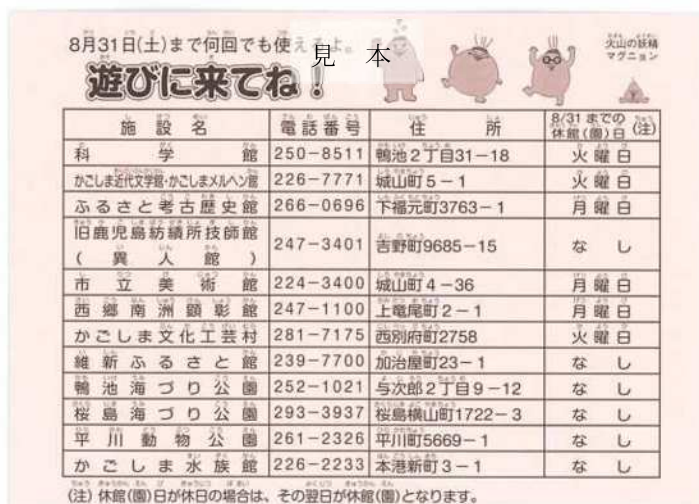 8月31日(土)まで何回でも使えるよ。
見 本
遊びに来てね!
火山の妖精
マグニョン
施設名 電話番号 住所 8/31までの休館(園)日(注)
科学館 250-8511 鴨池2丁目31-18 火曜日
かごしま近代文学館・かごしまメルヘン館 226-7771 城山町5-1 火曜日
ふるさと考古歴史館 266-0696 下福元町3763-1 月曜日
旧鹿児島紡績所技師館
(異人館) 247-3401 吉野町9685-15 なし
市立美術館 224-3400 城山町4-36 月曜日
西郷南洲顕彰館 247-1100 上竜尾町2-1 月曜日
かごしま文化工芸村 281-7175 西別府町2758 火曜日
維新ふるさと館 239-7700 加治屋町23-1 なし
鴨池海づり公園 252-1021 与次郎2丁目9-12 なし
桜島海づり公園 293-3937 桜島横山町1722-3 なし
平川動物公園 261-2326 平川町5669-1 なし
かごしま水族館 226-2233 本港新町3-1 なし
(注)休館(園)日が休日の場合は、その翌日が休館(園)となります。